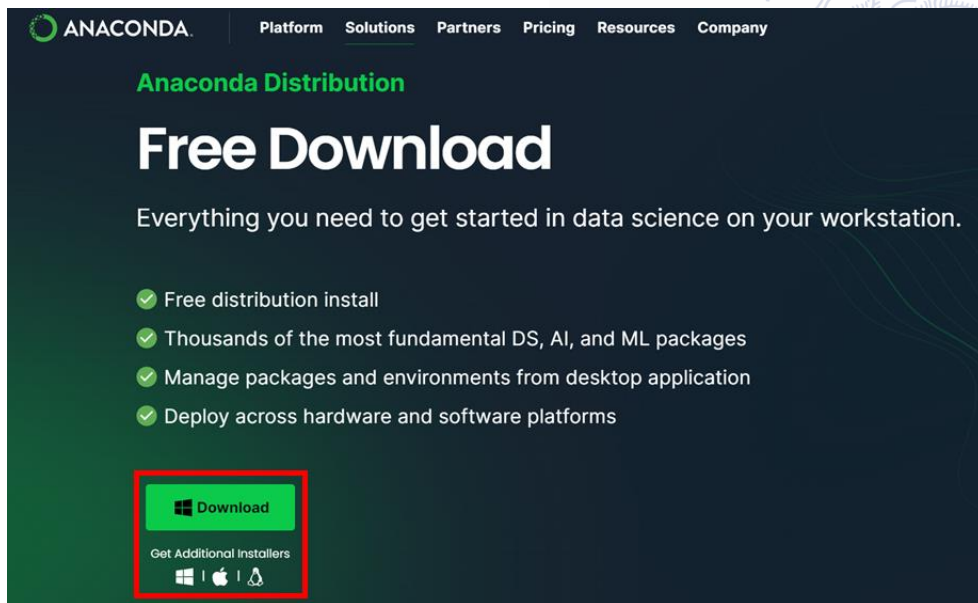 ANACONDA.
Platform Solutions Partners Pricing Resources Company
Anaconda Distribution
Free Download
Everything you need to get started in data science on your workstation.
Free distribution install
Thousands of the most fundamental DS, AI, and ML packages
Manage packages and environments from desktop application
Deploy across hardware and software platforms
Download
Get Additional Installers